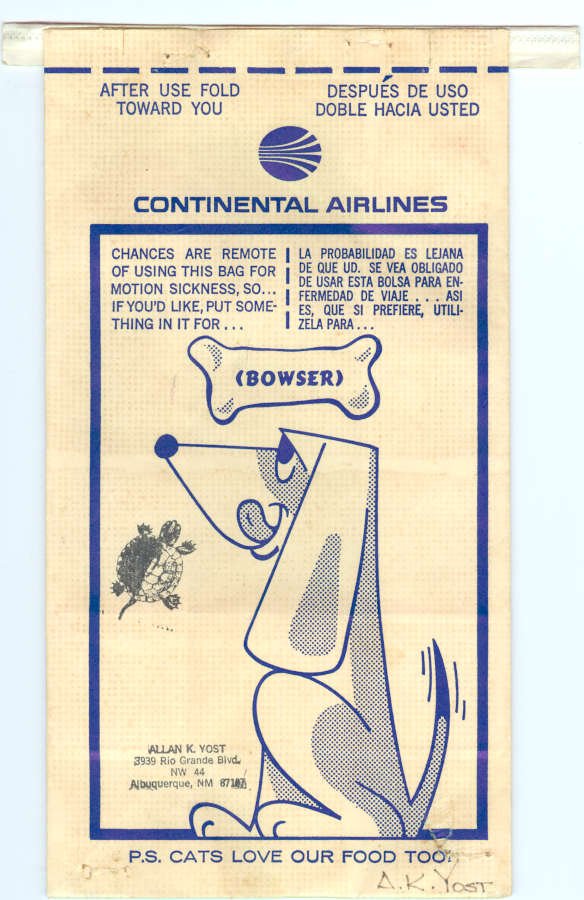 AFTER USE FOLD
TOWARD YOU
DESPUÉS DE USO
DOBLE HACIA USTED
CONTINENTAL AIRLINES
CHANCES ARE REMOTE
OF USING THIS BAG FOR
MOTION SICKNESS, SO...
IF YOU'D LIKE, PUT SOME-
THING IN IT FOR ...
LA PROBABILIDAD ES LEJANA
DE QUE UD. SE VEA OBLIGADO
DE USAR ESTA BOLSA PARA EN-
FERMEDAD DE VIAJE . . . ASI
ES, QUE SI PREFIERE, UTILI-
ZELA PARA ...
(BOWSER)
ALLAN K. YOST
3939 Rio Grande Blvd.
NW 44
Albuquerque, NM 87107
P.S. CATS LOVE OUR FOOD TOO.
A.K. YOST